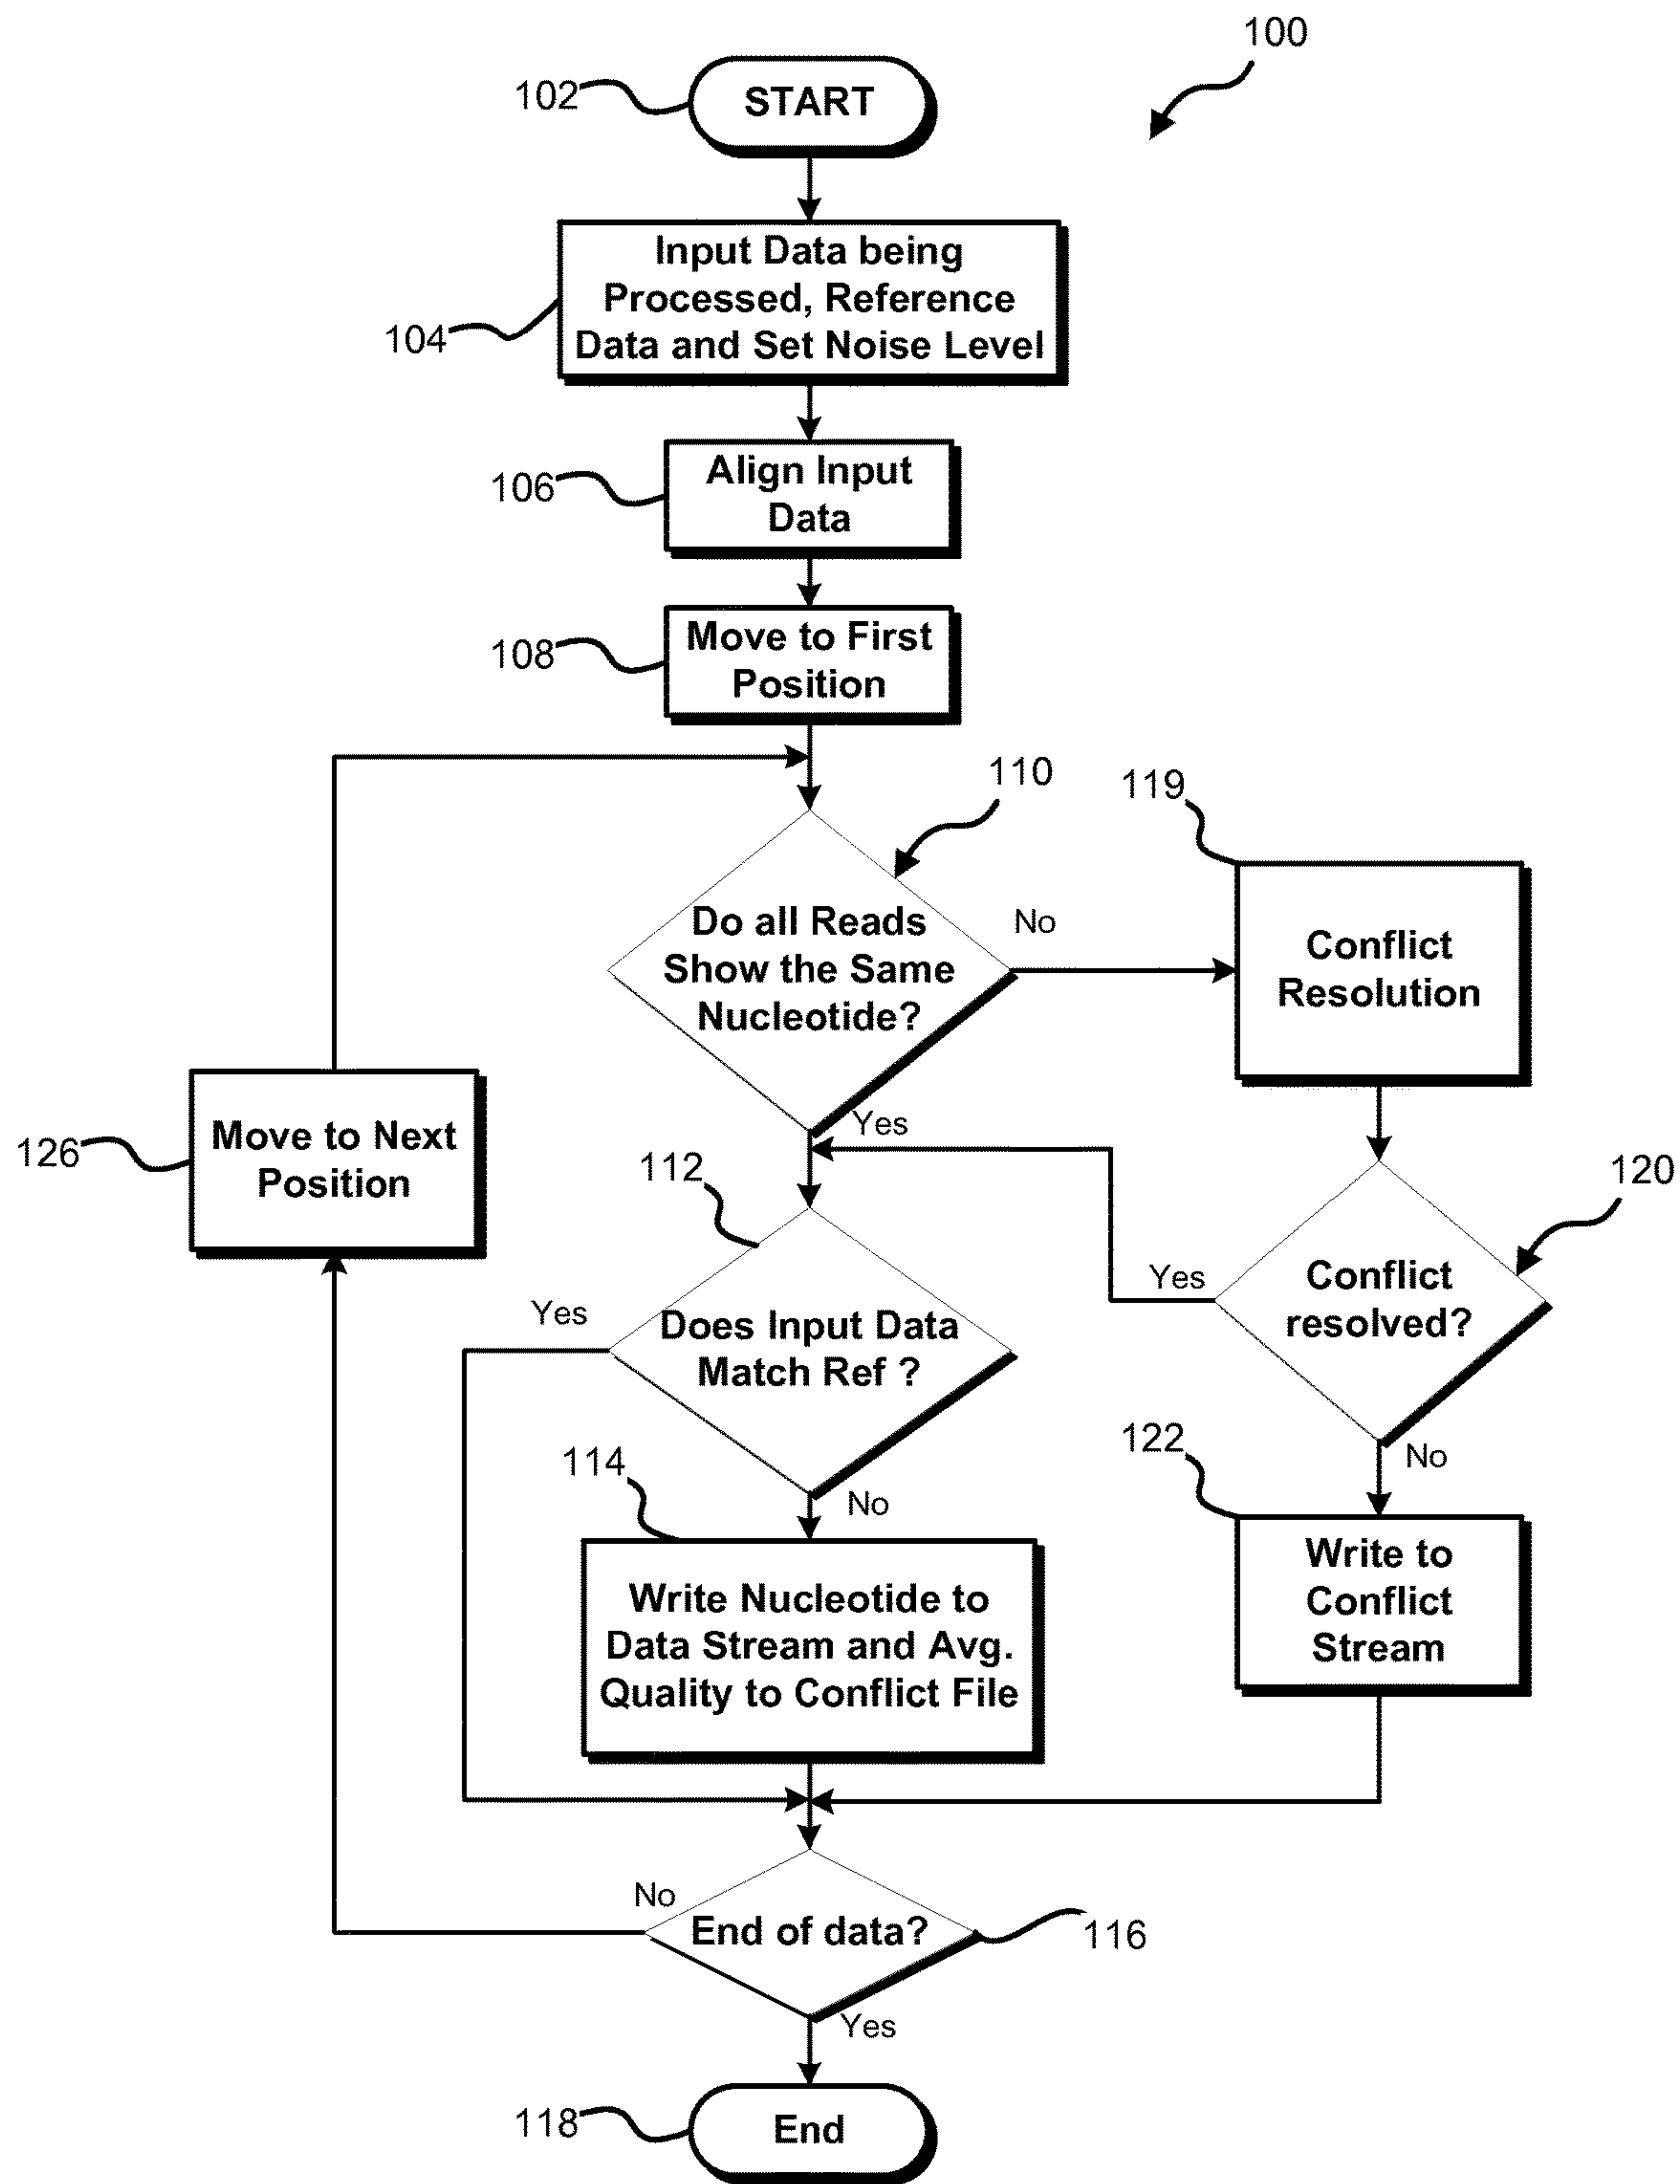 100
102
START
Input Data being
Processed, Reference
Data and Set Noise Level
104
Align Input
Data
106
Move to First
Position
108
110
119
Do all Reads
Show the Same
Nucleotide?
No
Conflict
Resolution
Yes
Move to Next
Position
126
112
120
Yes
Conflict
resolved?
Yes
Does Input Data
Match Ref ?
114
No
122
No
Write Nucleotide to
Data Stream and Avg.
Quality to Conflict File
Write to
Conflict
Stream
No
End of data?
116
Yes
118
End